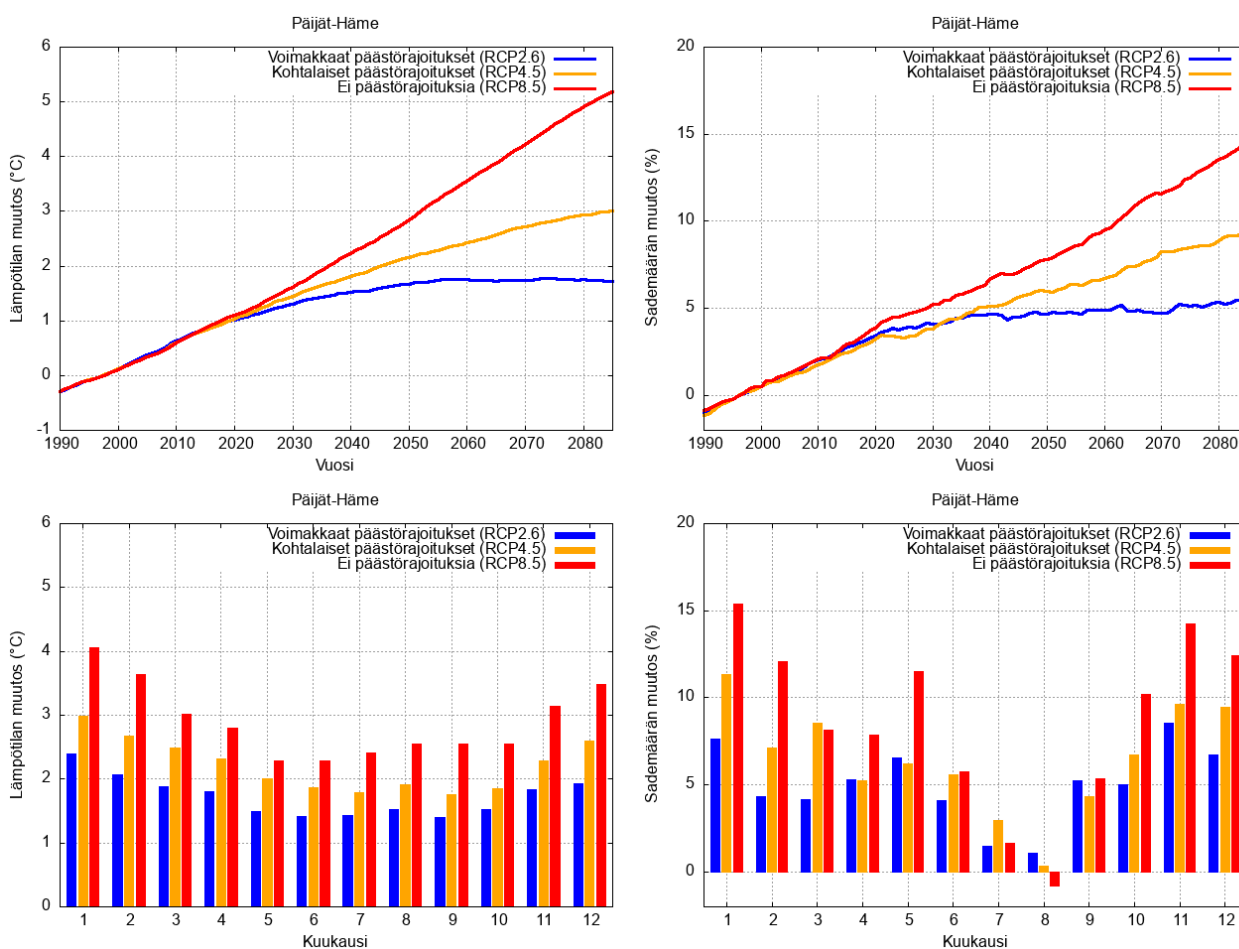 Päijät-Häme
Voimakkaat päästörajoitukset (RCP2.6)
Kohtalaiset päästörajoitukset (RCP4.5)
Ei päästörajoituksia (RCP8.5)
Lämpötilan muutos (°C)
6
5
4
3
2
1
0
-1
1990 2000 2010 2020 2030 2040 2050 2060 2070 2080
Vuosi
Päijät-Häme
Voimakkaat päästörajoitukset (RCP2.6)
Kohtalaiset päästörajoitukset (RCP4.5)
Ei päästörajoituksia (RCP8.5)
Sademäärän muutos (%)
20
15
10
5
0
1990 2000 2010 2020 2030 2040 2050 2060 2070 2080
Vuosi
Päijät-Häme
Voimakkaat päästörajoitukset (RCP2.6)
Kohtalaiset päästörajoitukset (RCP4.5)
Ei päästörajoituksia (RCP8.5)
Lämpötilan muutos (°C)
6
5
4
3
2
1
0
1 2 3 4 5 6 7 8 9 10 11 12
Kuukausi
Päijät-Häme
Voimakkaat päästörajoitukset (RCP2.6)
Kohtalaiset päästörajoitukset (RCP4.5)
Ei päästörajoituksia (RCP8.5)
Sademäärän muutos (%)
20
15
10
5
0
1 2 3 4 5 6 7 8 9 10 11 12
Kuukausi